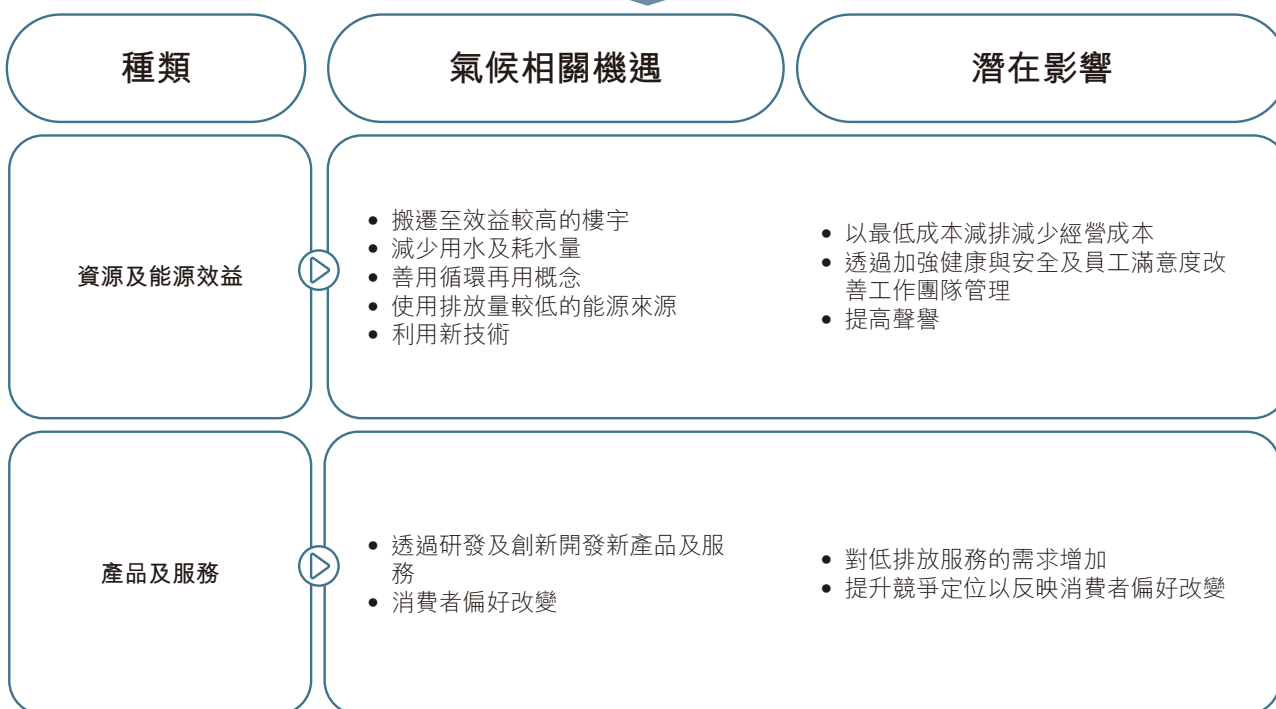 種類
氣候相關機遇
潛在影響
資源及能源效益
• 搬遷至效益較高的樓宇
• 減少用水及耗水量
• 善用循環再用概念
• 使用排放量較低的能源來源
• 利用新技術
• 以最低成本減排減少經營成本
• 透過加強健康與安全及員工滿意度改
善工作團隊管理
• 提高聲譽
產品及服務
• 透過研發及創新開發新產品及服
務
• 消費者偏好改變
• 對低排放服務的需求增加
• 提升競爭定位以反映消費者偏好改變